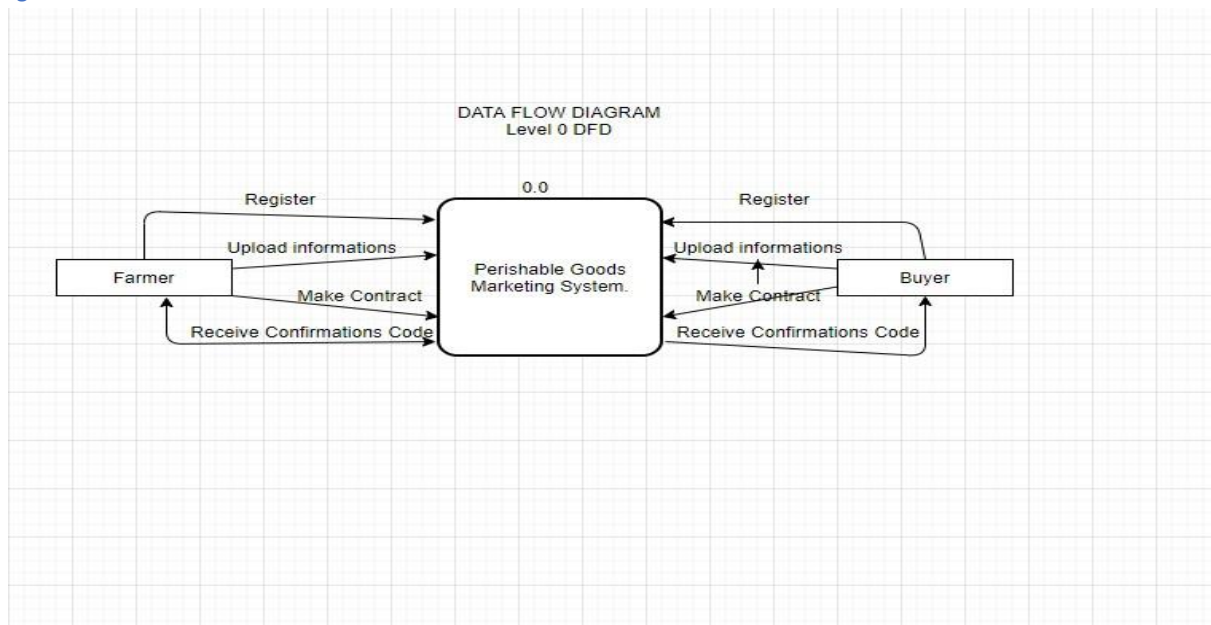 DATA FLOW DIAGRAM
Level 0 DFD
0.0
Register
Register
Upload informations
Upload informations
Farmer
Perishable Goods
Marketing System.
Buyer
Make Contract
Make Contract
Receive Confirmations Code
Receive Confirmations Code